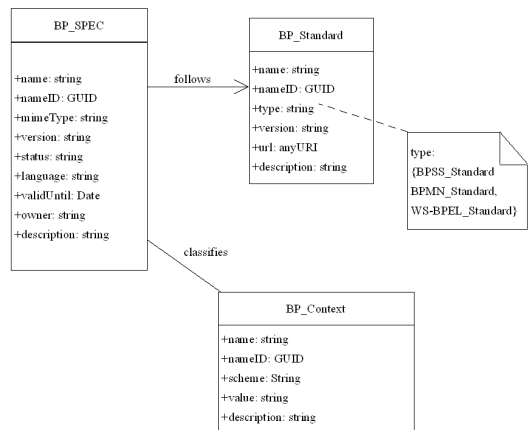 BP_SPEC
+name: string
+nameID: GUID
+mimeType: string
+version: string
+status: string
+language: string
+validUntil: Date
+owner: string
+description: string
follows
BP_Standard
+name: string
+nameID: GUID
+type: string
+version: string
+url: anyURI
+description: string
type:
{BPSS_Standard
BPMN_Standard,
WS-BPEL_Standard}
classifies
BP_Context
+name: string
+nameID: GUID
+scheme: String
+value: string
+description: string